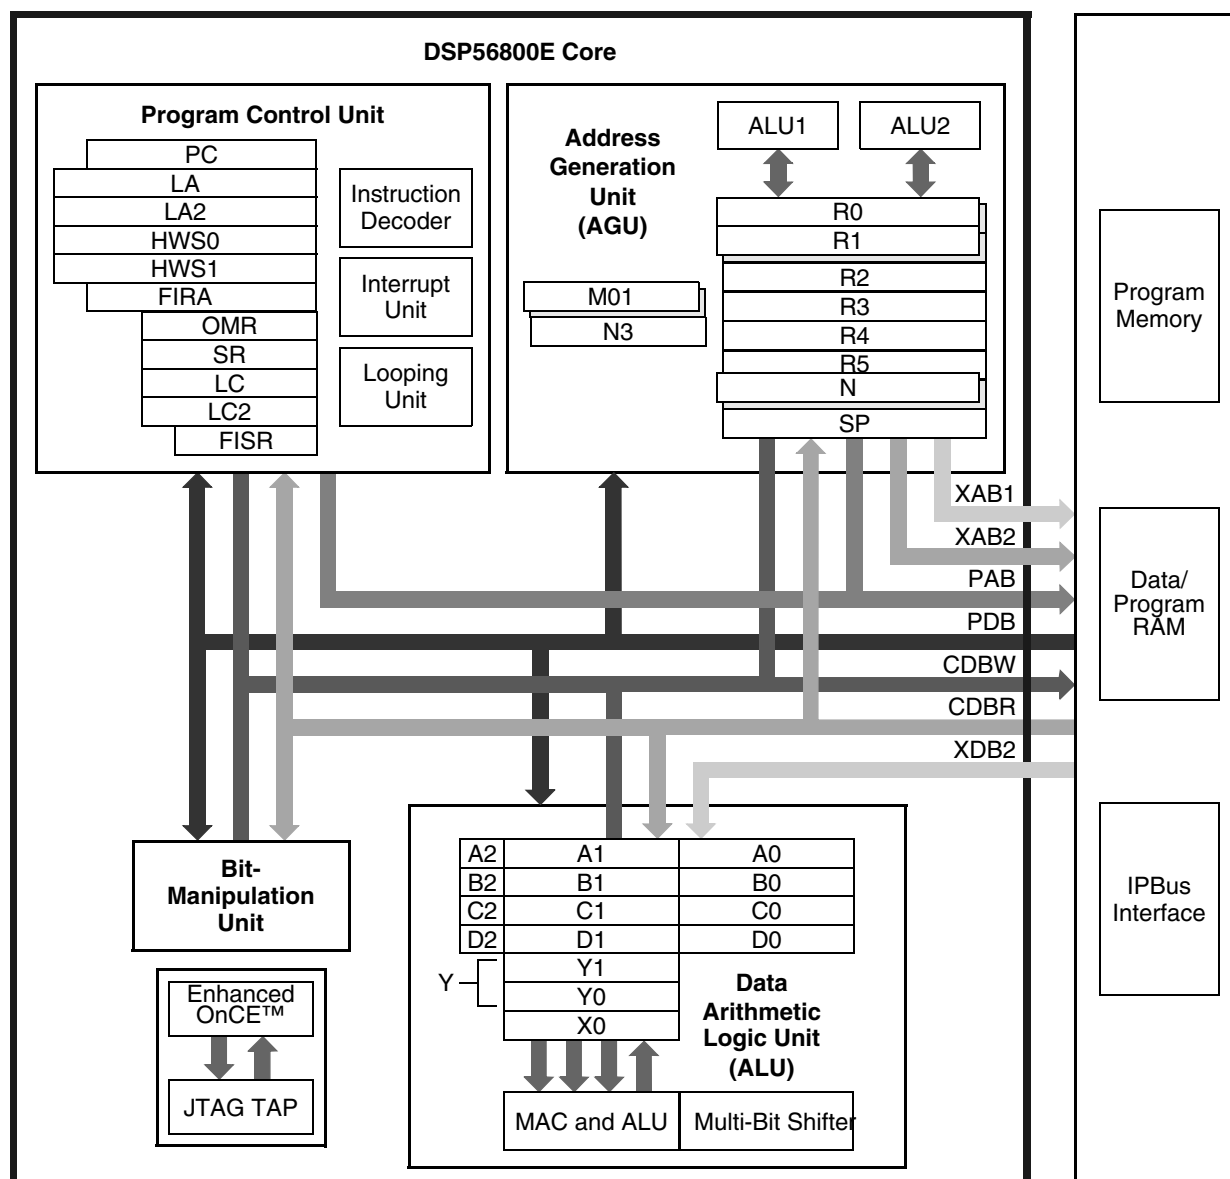 DSP56800E Core
Program Control Unit
PC
LA
LA2
HWS0
HWS1
FIRA
OMR
SR
LC
LC2
FISR
Instruction
Decoder
Interrupt
Unit
Looping
Unit
Address
Generation
Unit
(AGU)
ALU1
ALU2
R0
R1
R2
R3
R4
R5
N
SP
M01
N3
XAB1
XAB2
PAB
PDB
CDBW
CDBR
XDB2
Program
Memory
Data/
Program
RAM
IPBus
Interface
Bit-
Manipulation
Unit
Enhanced
OnCE™
JTAG TAP
A2 A1 A0
B2 B1 B0
C2 C1 C0
D2 D1 D0
Y
Y1
Y0
X0
Data
Arithmetic
Logic Unit
(ALU)
MAC and ALU
Multi-Bit Shifter